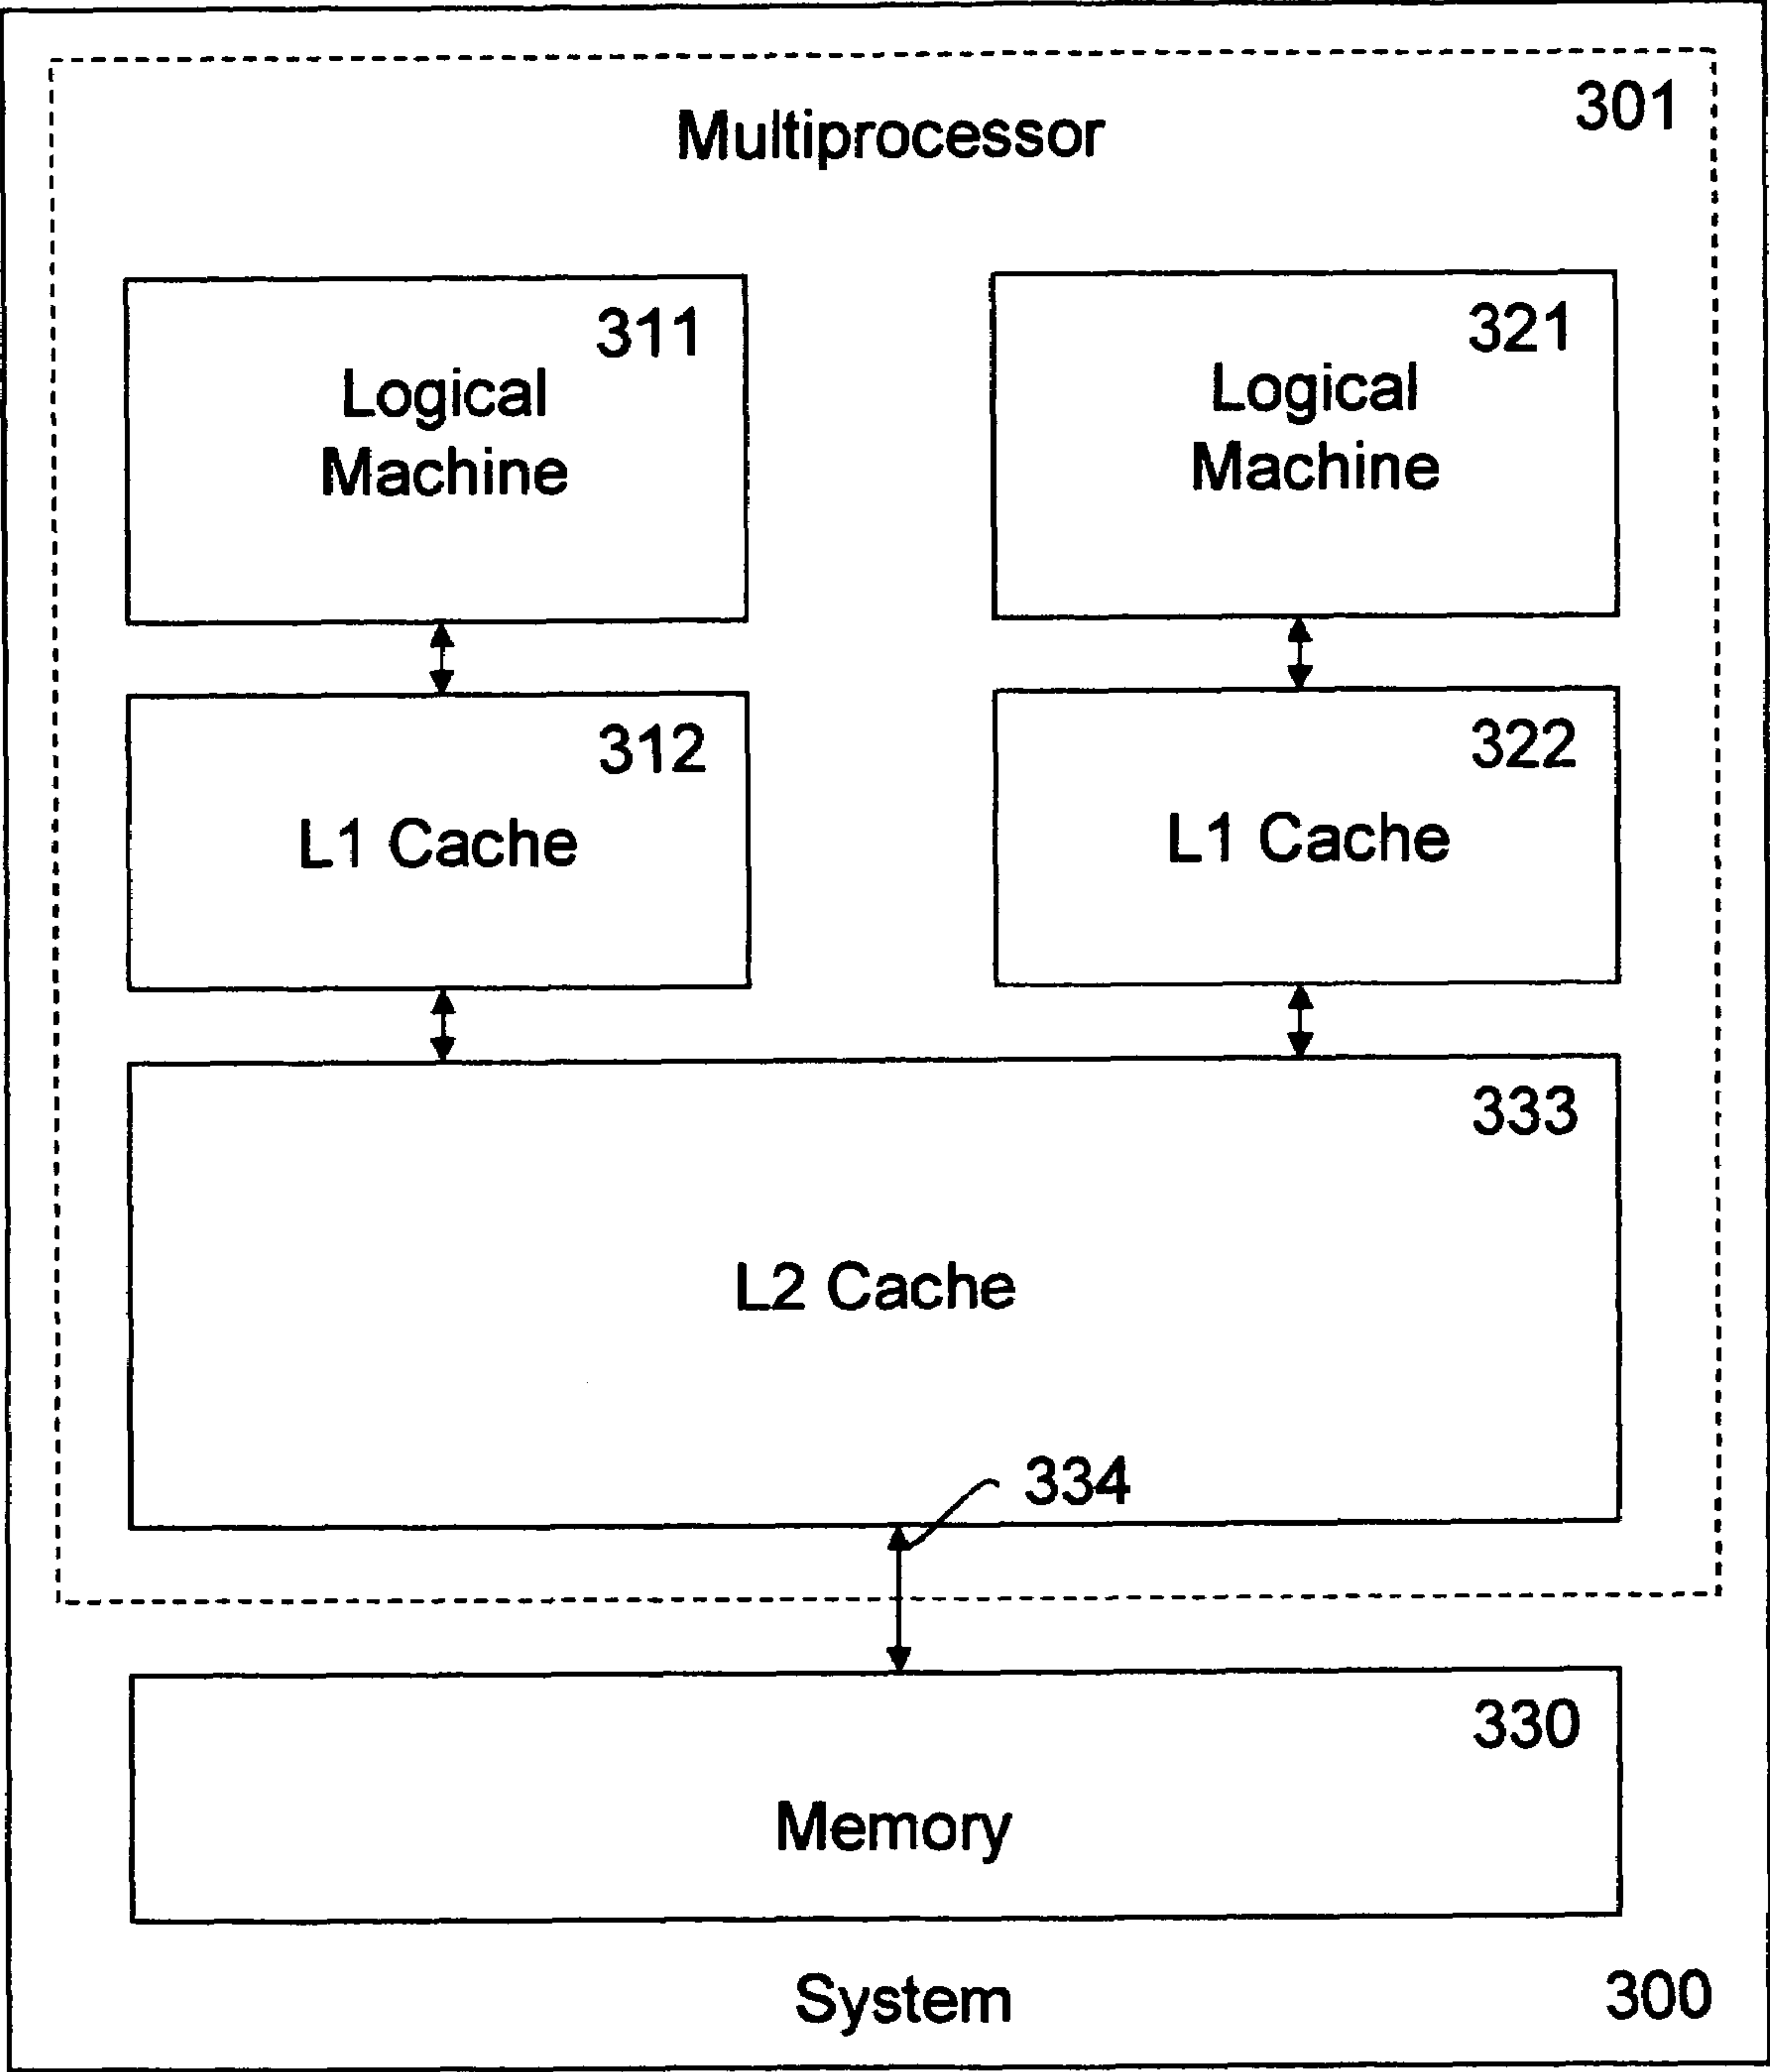 301
Multiprocessor
311
Logical
Machine
321
Logical
Machine
312
L1 Cache
322
L1 Cache
333
L2 Cache
334
330
Memory
System
300